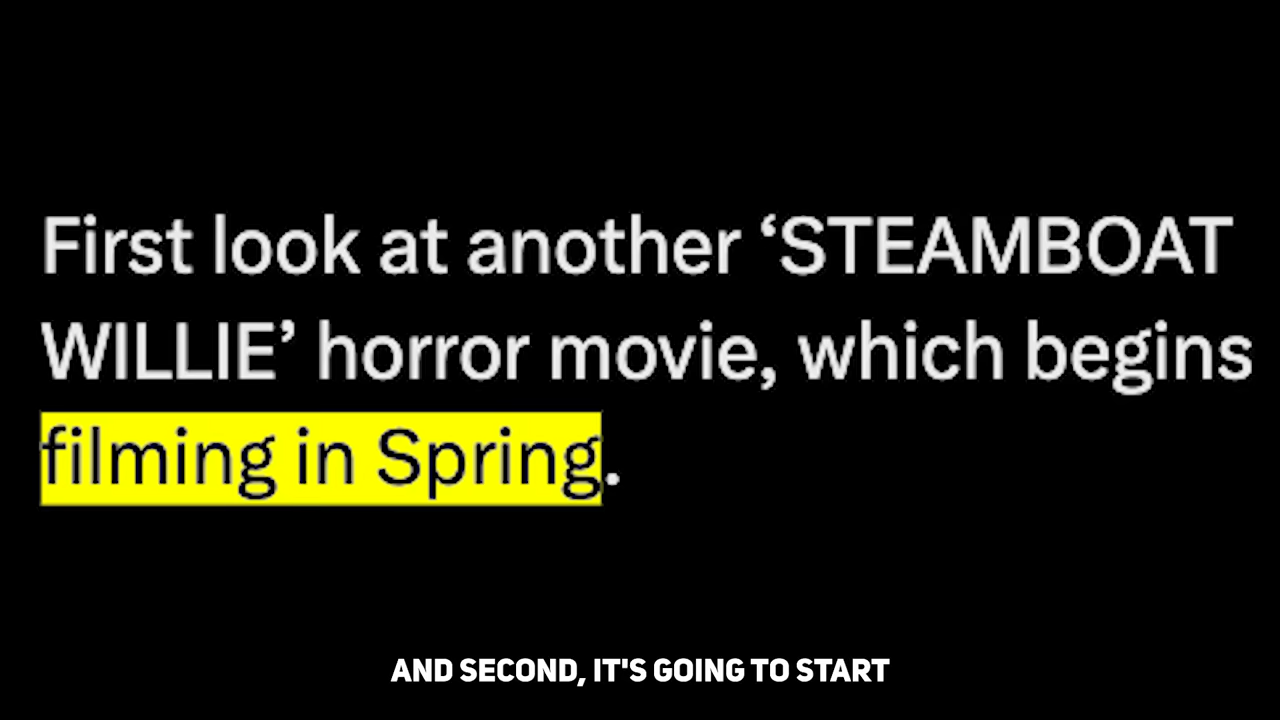 First look at another ‘STEAMBOAT
WILLIE’ horror movie, which begins
filming in Spring.
AND SECOND, IT'S GOING TO START